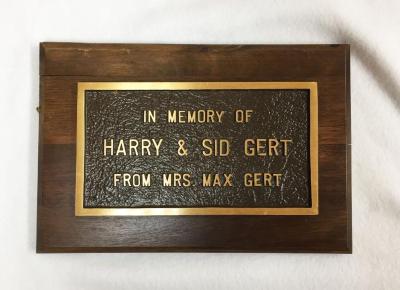 IN MEMORY OF
HARRY & SID GERT
FROM MRS. MAX GERT